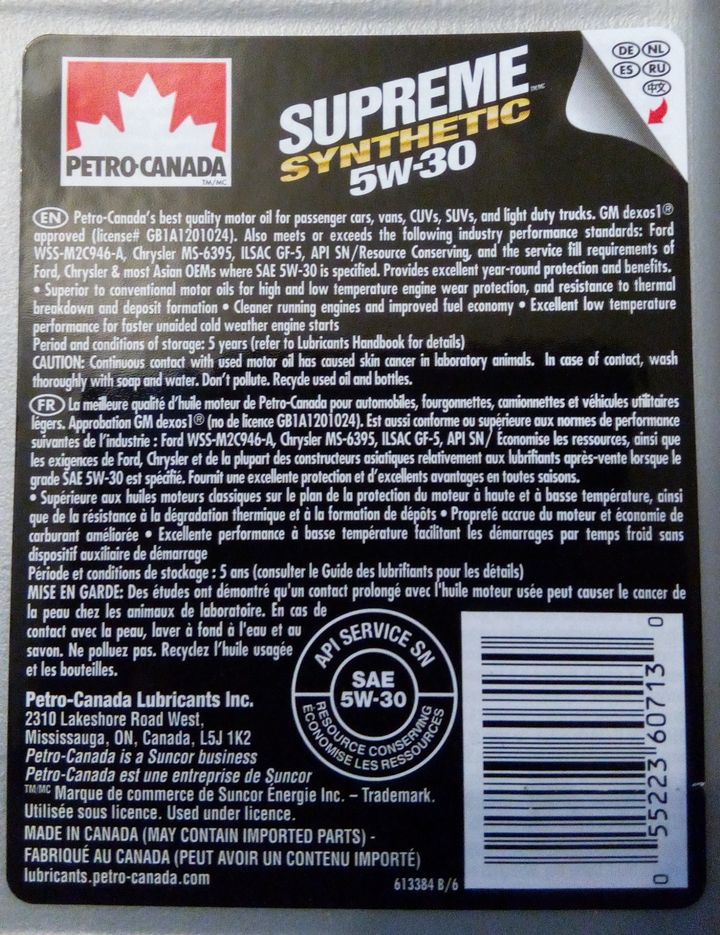 PETRO-CANADA
TM/MC
SUPREME
TM/MC
SYNTHETIC
5W-30
DE NL
ES RU
中文
EN Petro-Canada's best quality motor oil for passenger cars, vans, CUVs, SUVs, and light duty trucks. GM dexos1®
approved (license# GB1A1201024). Also meets or exceeds the following industry performance standards: Ford
WSS-M2C946-A, Chrysler MS-6395, ILSAC GF-5, API SN/Resource Conserving, and the service fill requirements of
Ford, Chrysler & most Asian OEMs where SAE 5W-30 is specified. Provides excellent year-round protection and benefits.
• Superior to conventional motor oils for high and low temperature engine wear protection, and resistance to thermal
breakdown and deposit formation • Cleaner running engines and improved fuel economy • Excellent low temperature
performance for faster unaided cold weather engine starts
Period and conditions of storage: 5 years (refer to Lubricants Handbook for details)
CAUTION: Continuous contact with used motor oil has caused skin cancer in laboratory animals. In case of contact, wash
thoroughly with soap and water. Don't pollute. Recycle used oil and bottles.
FR La meilleure qualité d'huile moteur de Petro-Canada pour automobiles, fourgonnettes, camionnettes et véhicules utilitaires
légers. Approbation GM dexos1® (no de licence GB1A1201024). Est aussi conforme ou supérieure aux normes de performance
suivantes de l'industrie : Ford WSS-M2C946-A, Chrysler MS-6395, ILSAC GF-5, API SN/ Économise les ressources, ainsi que
les exigences de Ford, Chrysler et de la plupart des constructeurs asiatiques relativement aux lubrifiants après-vente lorsque le
grade SAE 5W-30 est spécifié. Fournit une excellente protection et d'excellents avantages en toutes saisons.
• Supérieure aux huiles moteurs classiques sur le plan de la protection du moteur à haute et à basse température, ainsi
que de la résistance à la dégradation thermique et à la formation de dépôts • Propreté accrue du moteur et économie de
carburant améliorée • Excellente performance à basse température facilitant les démarrages par temps froid sans
dispositif auxiliaire de démarrage
Période et conditions de stockage : 5 ans (consulter le Guide des lubrifiants pour les détails)
MISE EN GARDE: Des études ont démontré qu'un contact prolongé avec l'huile moteur usée peut causer le cancer de
la peau chez les animaux de laboratoire. En cas de
contact avec la peau, laver à fond à l'eau et au
savon. Ne polluez pas. Recyclez l'huile usagée
et les bouteilles.
API SERVICE SN
SAE
5W-30
RESOURCE CONSERVING
ÉCONOMISE LES RESSOURCES
Petro-Canada Lubricants Inc.
2310 Lakeshore Road West,
Mississauga, ON, Canada, L5J 1K2
Petro-Canada is a Suncor business
Petro-Canada est une entreprise de Suncor
TM/MC Marque de commerce de Suncor Énergie Inc. – Trademark.
Utilisée sous licence. Used under licence.
MADE IN CANADA (MAY CONTAIN IMPORTED PARTS) -
FABRIQUÉ AU CANADA (PEUT AVOIR UN CONTENU IMPORTÉ)
lubricants.petro-canada.com
613384 B/6
0 55223 60713 0